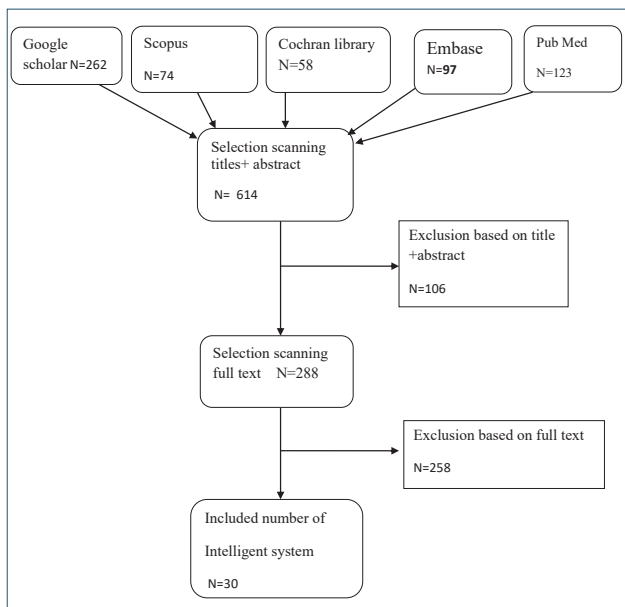 Google
scholar N=262
Scopus
N=74
Cochran library
N=58
Embase
N=97
Pub Med
N=123
Selection scanning
titles+ abstract
N= 614
Exclusion based on title
+abstract
N=106
Selection scanning
full text N=288
Exclusion based on full text
N=258
Included number of
Intelligent system
N=30